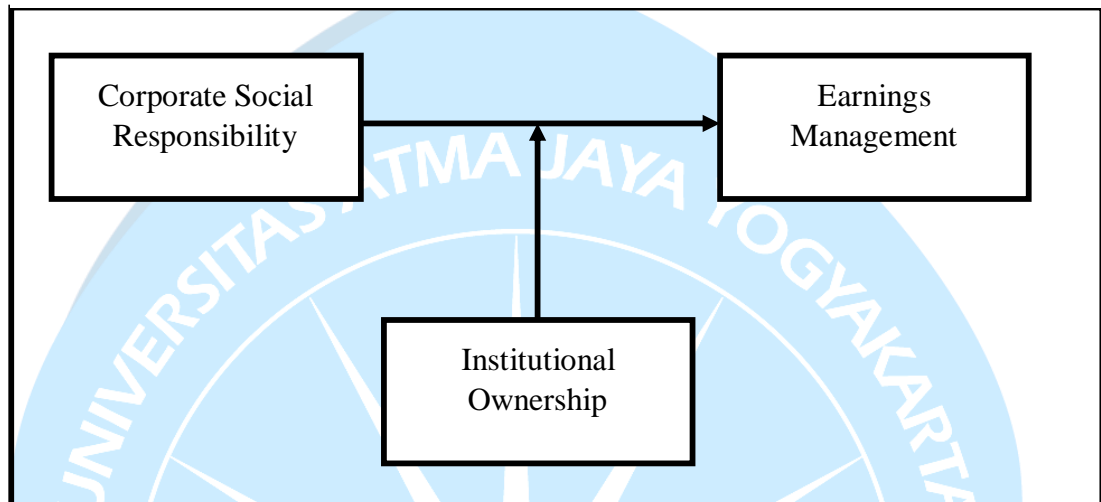 Corporate Social
Responsibility
Earnings
Management
UNIVERSITAS ATMA JAYA YOGYAKARTA
Institutional
Ownership